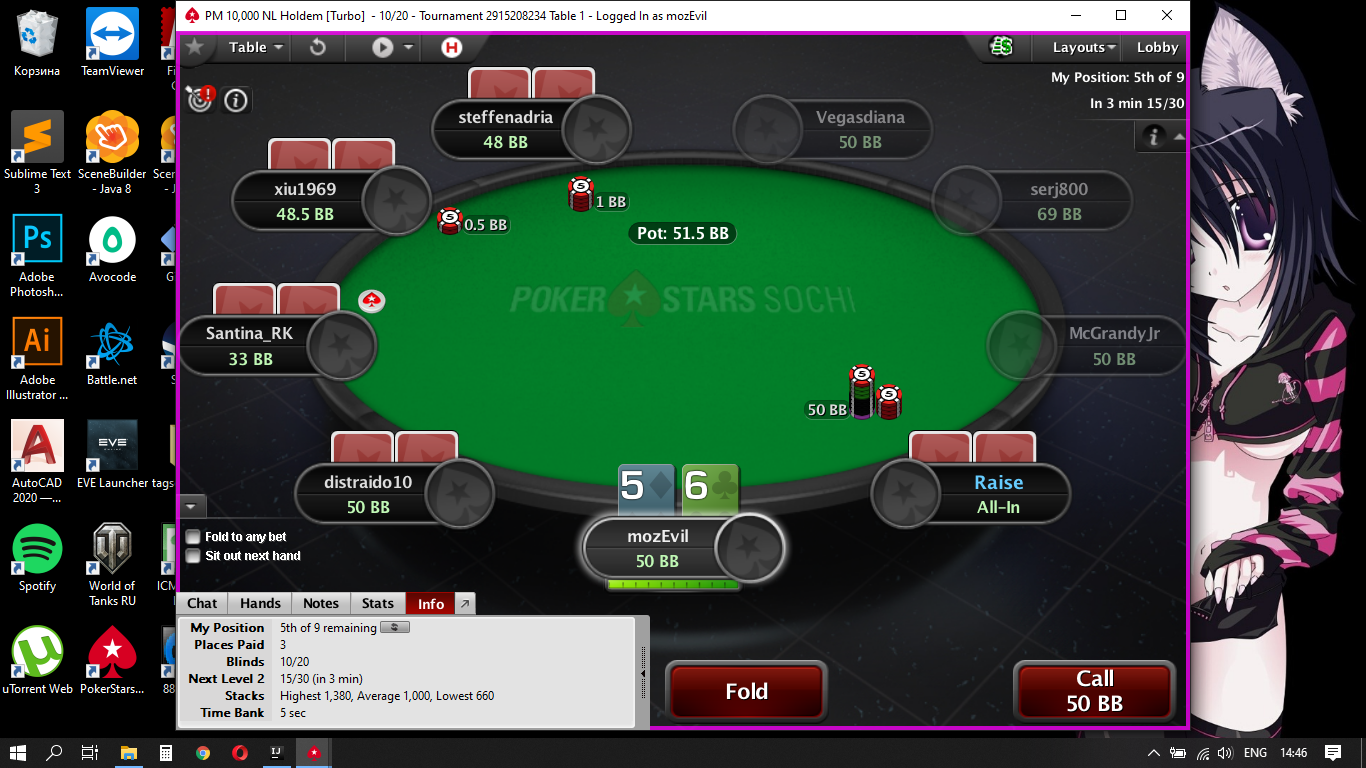 PM 10,000 NL Holdem [Turbo] - 10/20 - Tournament 2915208234 Table 1 - Logged In as mozEvil
Table
H
Layouts
Lobby
My Position: 5th of 9
In 3 min 15/30
Корзина
TeamViewer
Sublime Text
3
SceneBuilder
- Java 8
Adobe
Photosh...
Avocode
Adobe
Illustrator ...
Battle.net
AutoCAD
2020 —...
EVE
EVE Launcher
tags
Spotify
World of
Tanks RU
ICM
uTorrent Web
PokerStars...
88
steffenadria
48 BB
Vegasdiana
50 BB
xiu1969
48.5 BB
serj800
69 BB
1 BB
0.5 BB
Pot: 51.5 BB
POKER STARS SOCHI
Santina_RK
33 BB
McGrandyJr
50 BB
50 BB
distraido10
50 BB
5 6
Raise
All-In
mozEvil
50 BB
Fold to any bet
Sit out next hand
Chat
Hands
Notes
Stats
Info
My Position 5th of 9 remaining
Places Paid 3
Blinds 10/20
Next Level 2 15/30 (in 3 min)
Stacks Highest 1,380, Average 1,000, Lowest 660
Time Bank 5 sec
Fold
Call
50 BB
ENG
14:46